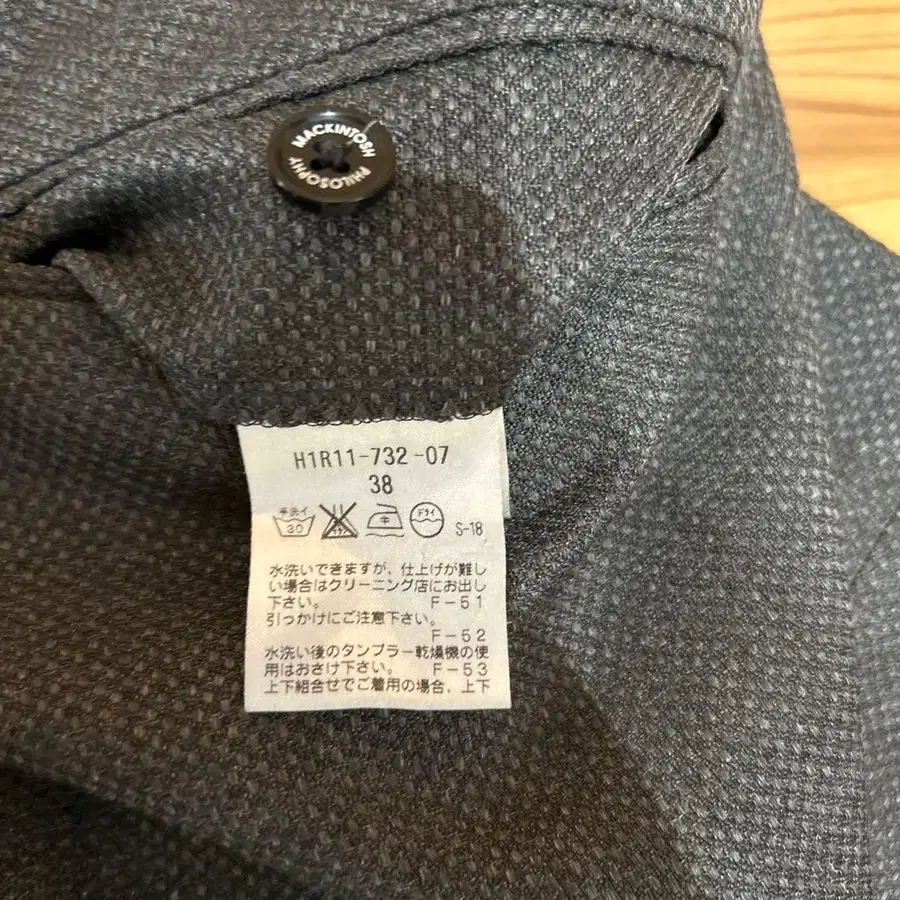 MACKINTOSH
PHILOSOPHY
H1R11-732-07
38
手洗イ
30
中
ドライ
S-18
水洗いできますが、仕上げが難し
い場合はクリーニング店にお出し
下さい。 F-51
引っかけにご注意下さい。
F-52
水洗い後のタンブラー乾燥機の使
用はおさけ下さい。 F-53
上下組合せでご着用の場合、上下